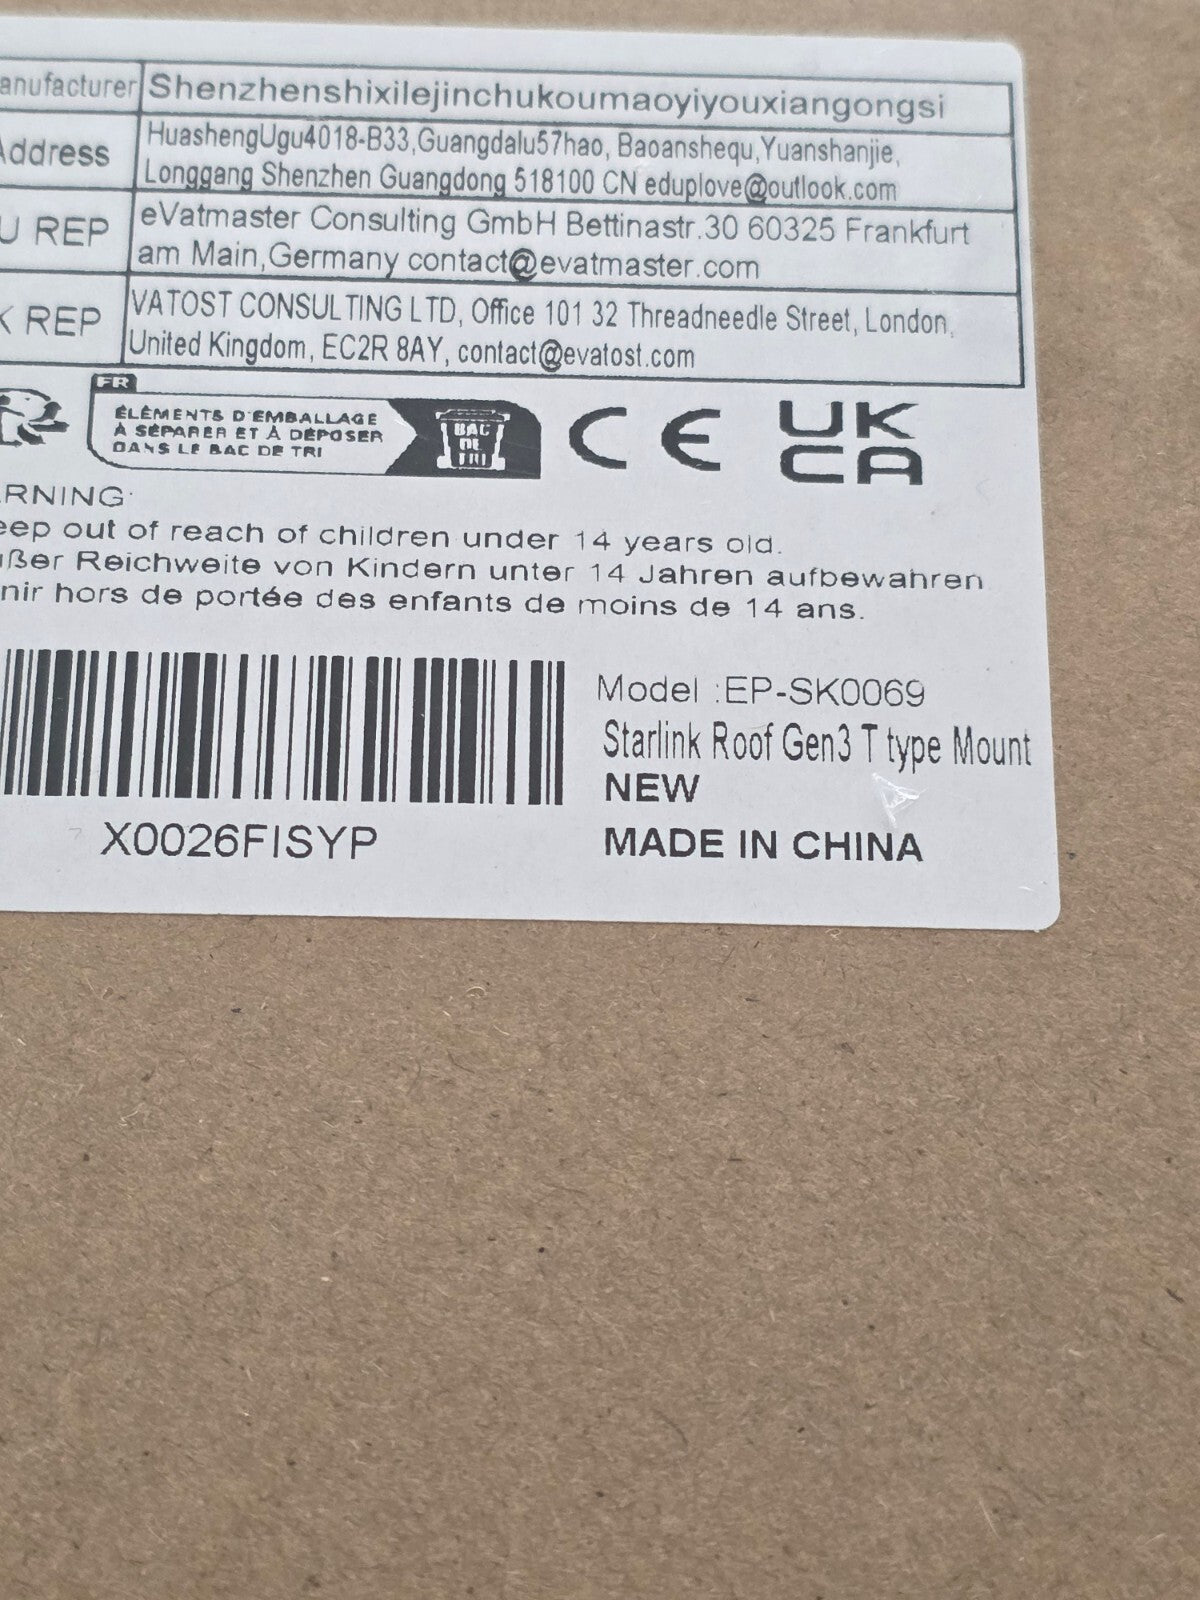 anufacturer Shenzhenshixilejinchukoumaoyiyouxiangongsi
Address HuashengUgu4018-B33,Guangdalu57hao, Baoanshequ,Yuanshanjie,
Longgang Shenzhen Guangdong 518100 CN eduplove@outlook.com
U REP eVatmaster Consulting GmbH Bettinastr.30 60325 Frankfurt
am Main,Germany contact@evatmaster.com
K REP VATOST CONSULTING LTD, Office 101 32 Threadneedle Street, London,
United Kingdom, EC2R 8AY, contact@evatost.com
FR
ÉLÉMENTS D'EMBALLAGE
À SÉPARER ET À DÉPOSER
DANS LE BAC DE TRI
BAC
DE
TRI
CE
UK
CA
ARNING:
eep out of reach of children under 14 years old.
ußer Reichweite von Kindern unter 14 Jahren aufbewahren
nir hors de portée des enfants de moins de 14 ans.
Model :EP-SK0069
Starlink Roof Gen3 T type Mount
NEW
MADE IN CHINA
X0026FISYP